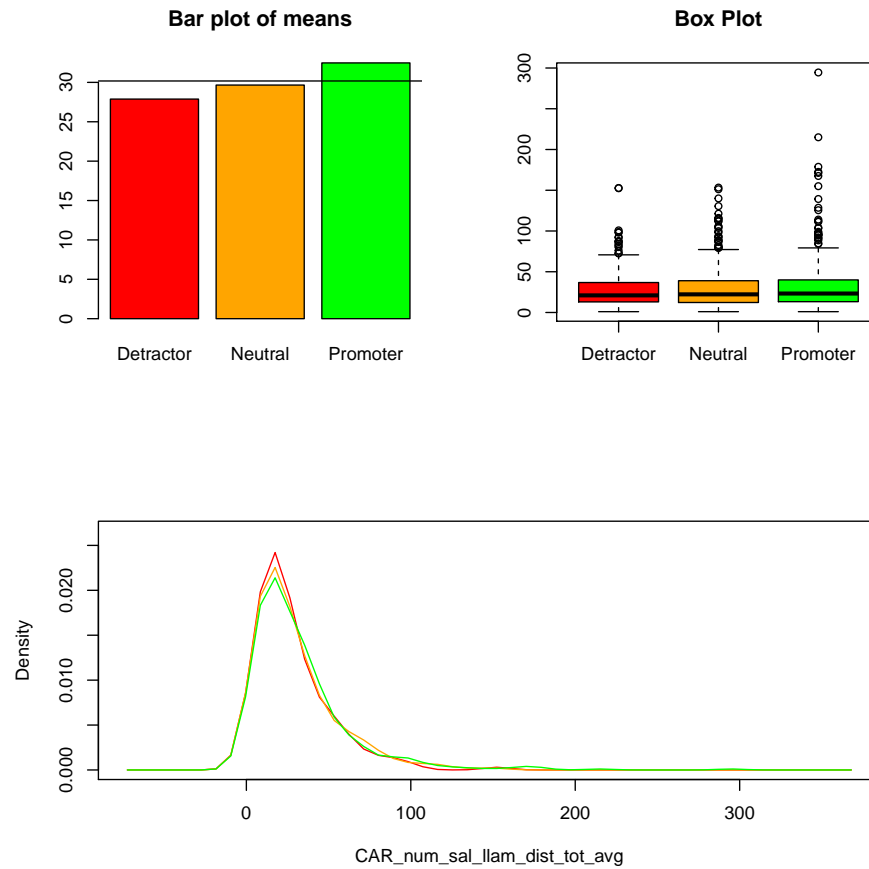 Bar plot of means
30
25
20
15
10
5
0
Detractor Neutral Promoter
Box Plot
300
200
100
50
0
Detractor Neutral Promoter
Density
0.020
0.010
0.000
0 100 200 300
CAR_num_sal_llam_dist_tot_avg